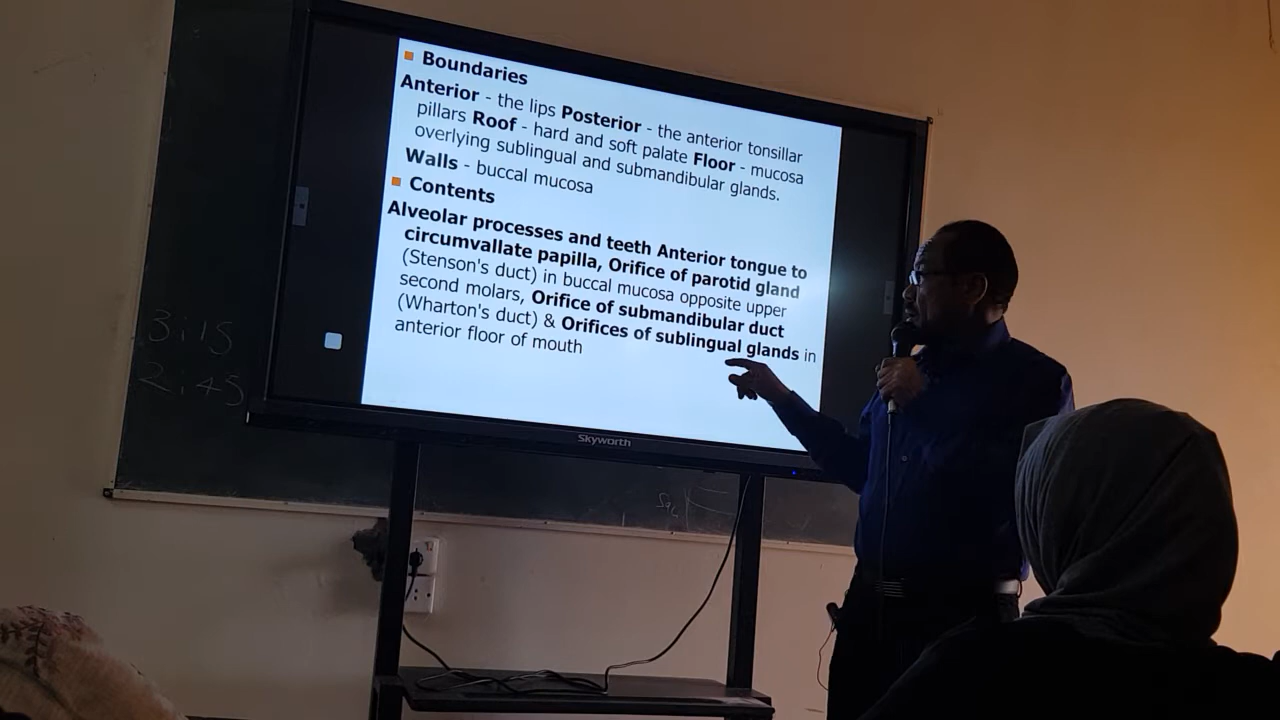 Boundaries
Anterior - the lips Posterior - the anterior tonsillar
pillars Roof - hard and soft palate Floor - mucosa
overlying sublingual and submandibular glands.
Walls - buccal mucosa
Contents
Alveolar processes and teeth Anterior tongue to
circumvallate papilla, Orifice of parotid gland
(Stenson's duct) in buccal mucosa opposite upper
second molars, Orifice of submandibular duct
(Wharton's duct) & Orifices of sublingual glands in
anterior floor of mouth
Skyworth
3:15
2:45